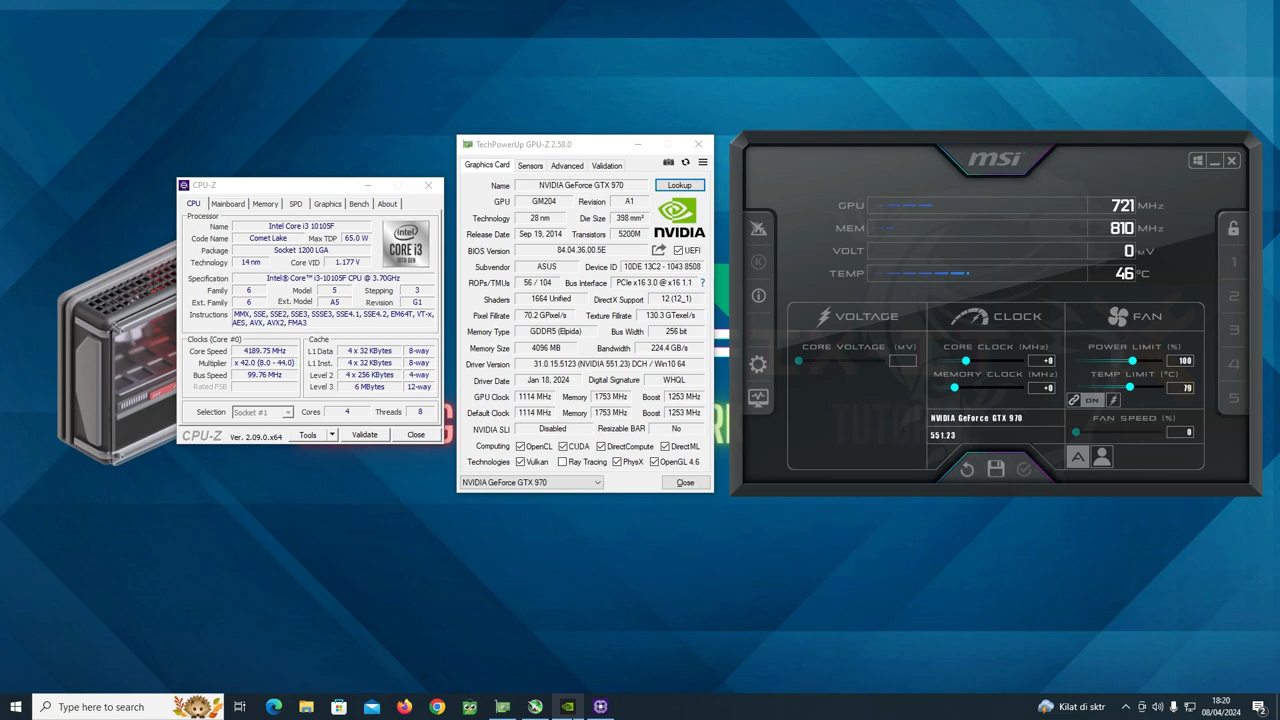 CPU-Z
CPU Mainboard Memory SPD Graphics Bench About
Processor
Name Intel Core i3 10105F
Code Name Comet Lake Max TDP 65.0 W
Package Socket 1200 LGA
Technology 14 nm Core VID 1.177 V
intel
CORE i3
10TH GEN
Specification Intel® Core™ i3-10105F CPU @ 3.70GHz
Family 6 Model 5 Stepping 3
Ext. Family 6 Ext. Model A5 Revision G1
Instructions MMX, SSE, SSE2, SSE3, SSSE3, SSE4.1, SSE4.2, EM64T, VT-x,
AES, AVX, AVX2, FMA3
Clocks (Core #0)
Core Speed 4189.75 MHz
Multiplier x 42.0 (8.0 - 44.0)
Bus Speed 99.76 MHz
Rated FSB
Cache
L1 Data 4 x 32 KBytes 8-way
L1 Inst. 4 x 32 KBytes 8-way
Level 2 4 x 256 KBytes 4-way
Level 3 6 MBytes 12-way
Selection Socket #1 Cores 4 Threads 8
CPU-Z Ver. 2.09.0.x64 Tools Validate Close
TechPowerUp GPU-Z 2.58.0
Graphics Card Sensors Advanced Validation
Name NVIDIA GeForce GTX 970 Lookup
GPU GM204 Revision A1
Technology 28 nm Die Size 398 mm²
Release Date Sep 19, 2014 Transistors 5200M
NVIDIA
BIOS Version 84.04.36.00.5E UEFI
Subvendor ASUS Device ID 10DE 13C2 - 1043 8508
ROPs/TMUs 56 / 104 Bus Interface PCIe x16 3.0 @ x16 1.1 ?
Shaders 1664 Unified DirectX Support 12 (12_1)
Pixel Fillrate 70.2 GPixel/s Texture Fillrate 130.3 GTexel/s
Memory Type GDDR5 (Elpida) Bus Width 256 bit
Memory Size 4096 MB Bandwidth 224.4 GB/s
Driver Version 31.0.15.5123 (NVIDIA 551.23) DCH / Win10 64
Driver Date Jan 18, 2024 Digital Signature WHQL
GPU Clock 1114 MHz Memory 1753 MHz Boost 1253 MHz
Default Clock 1114 MHz Memory 1753 MHz Boost 1253 MHz
NVIDIA SLI Disabled Resizable BAR No
Computing OpenCL CUDA DirectCompute DirectML
Technologies Vulkan Ray Tracing PhysX OpenGL 4.6
NVIDIA GeForce GTX 970 Close
msi
GPU 721 MHz
MEM 810 MHz
VOLT 0 mV
TEMP 46 °C
1
2
3
4
5
VOLTAGE
CORE VOLTAGE (MV)
CLOCK
CORE CLOCK (MHz) +0
MEMORY CLOCK (MHz) +0
FAN
POWER LIMIT (%) 100
TEMP LIMIT (°C) 79
ON
FAN SPEED (%) 0
A
NVIDIA GeForce GTX 970
551.23
Type here to search
Kilat di sktr
18:20
08/04/2024
2